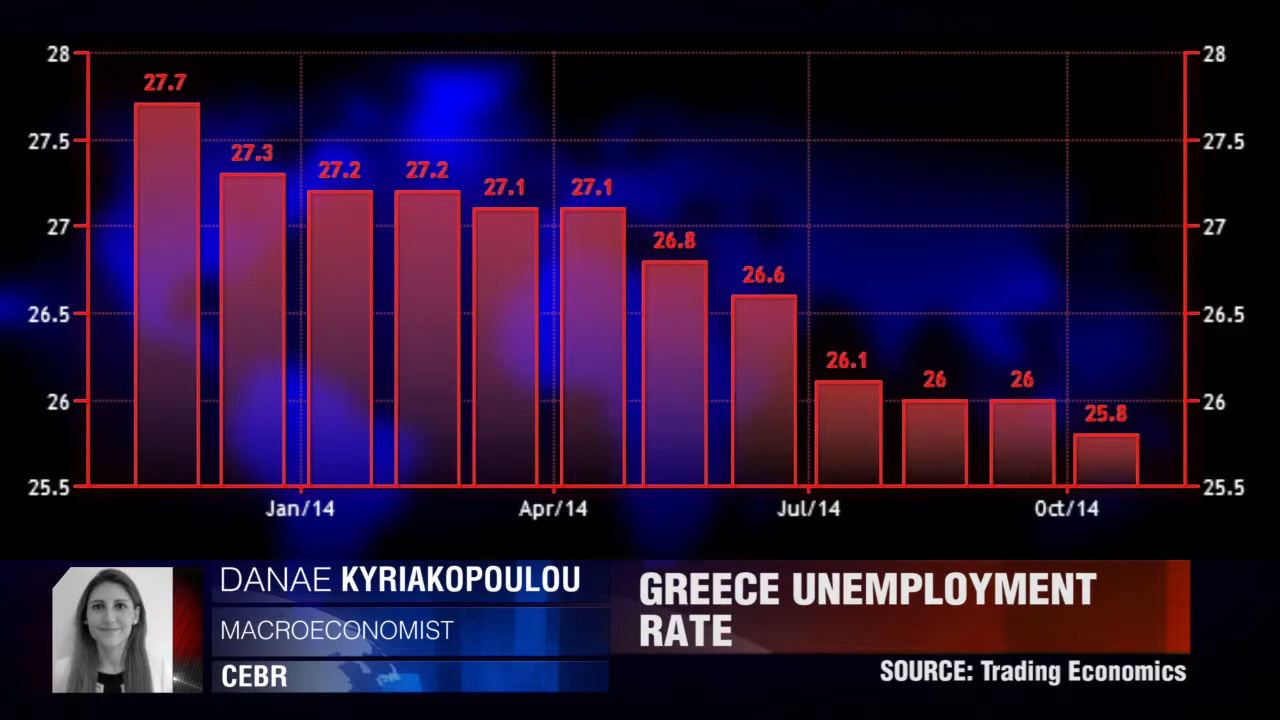 28
27.5
27
26.5
26
25.5
27.7
27.3
27.2
27.2
27.1
27.1
26.8
26.6
26.1
26
26
25.8
28
27.5
27
26.5
26
25.5
Jan/14
Apr/14
Jul/14
Oct/14
DANAE KYRIAKOPOULOU
MACROECONOMIST
CEBR
GREECE UNEMPLOYMENT
RATE
SOURCE: Trading Economics